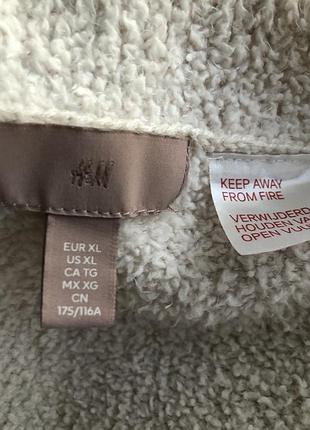 H&M
EUR XL
US XL
CA TG
MX XG
CN
175/116A
KEEP AWAY
FROM FIRE
VERWIJDERD
HOUDEN VA
OPEN VUU